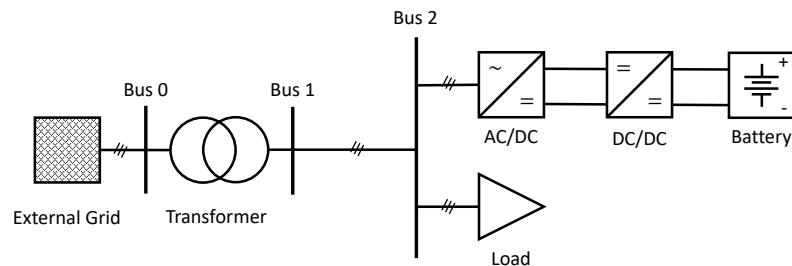 Bus 2
Bus 0
Bus 1
~
=
=
=
+
-
External Grid
Transformer
AC/DC
DC/DC
Battery
Load